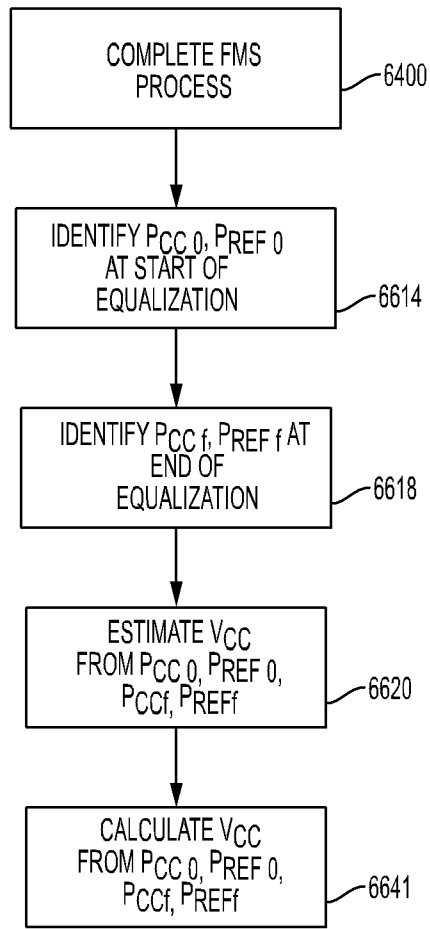 COMPLETE FMS
PROCESS
6400
IDENTIFY PCC 0, PREF 0
AT START OF
EQUALIZATION
6614
IDENTIFY PCC f, PREF f AT
END OF
EQUALIZATION
6618
ESTIMATE VCC
FROM PCC 0, PREF 0,
PCCf, PREFf
6620
CALCULATE VCC
FROM PCC 0, PREF 0,
PCCf, PREFf
6641